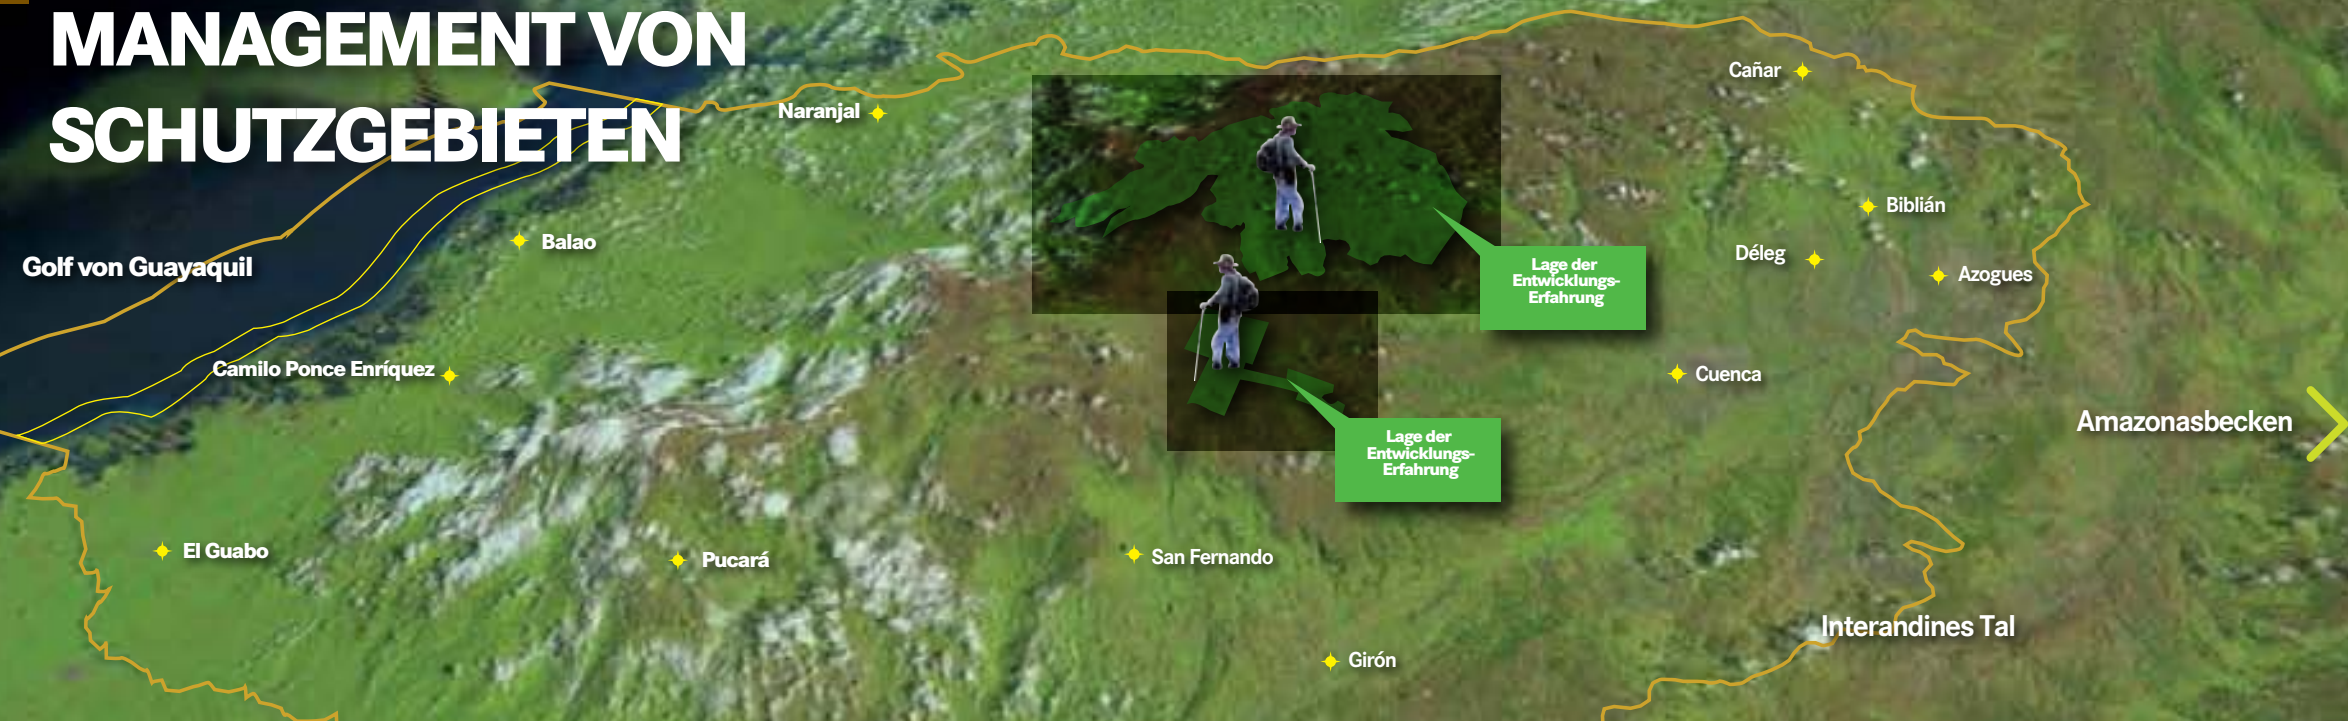 MANAGEMENT VON
SCHUTZGEBIETEN
Cañar
Naranjal
Biblián
Balao
Déleg
Golf von Guayaquil
Azogues
Lage der
Entwicklungs-
Erfahrung
Camilo Ponce Enríquez
Cuenca
Amazonasbecken
Lage der
Entwicklungs-
Erfahrung
El Guabo
Pucará
San Fernando
Interandines Tal
Girón